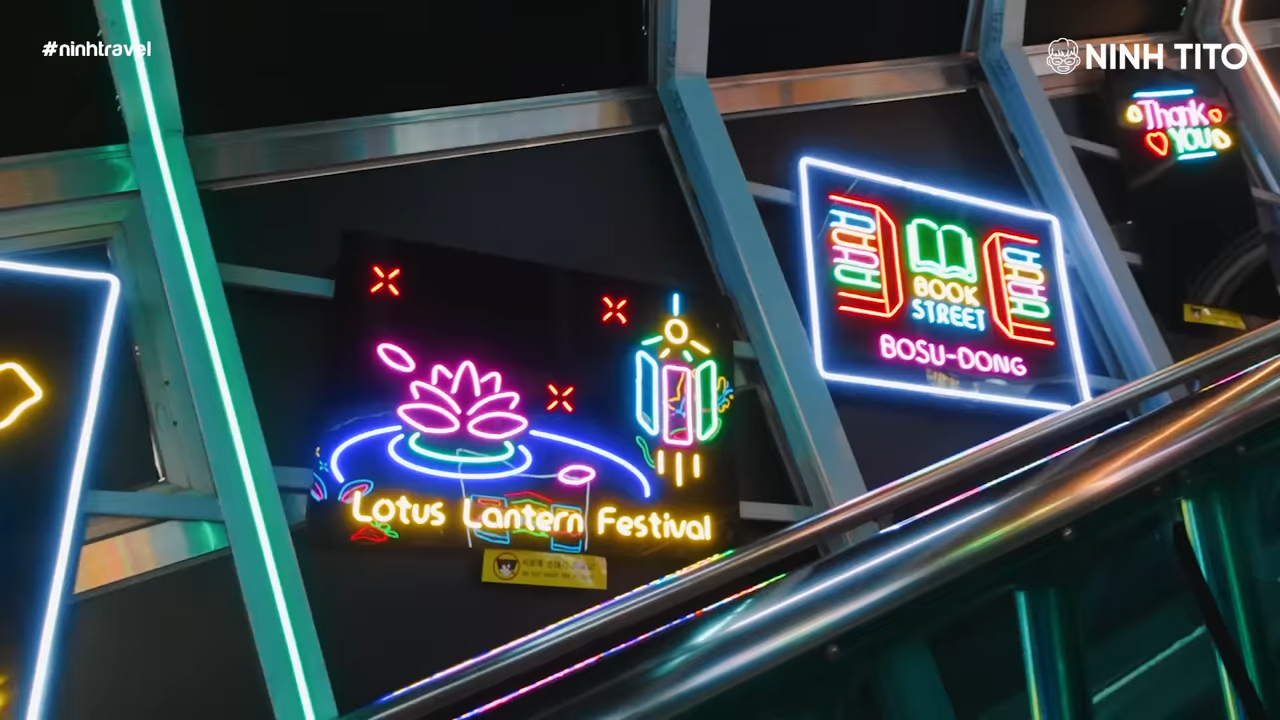 #ninhtravel
NINH TITO
Thank
YOU
BOOK
STREET
BOSU-DONG
Lotus Lantern Festival